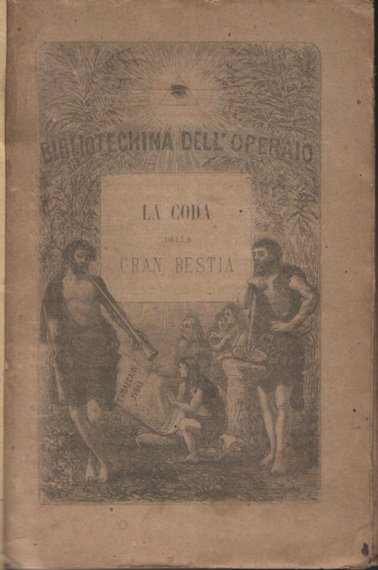 BIBLIOTECHINA DELL'OPERAIO
LA CODA
DELLA
GRAN BESTIA